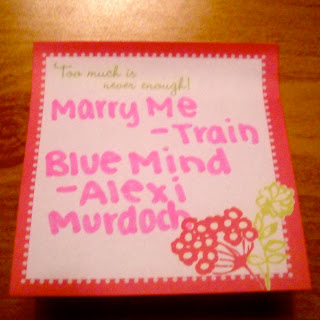 Too much is
never enough!
Marry Me
-Train
Blue Mind
-Alexi
Murdoch